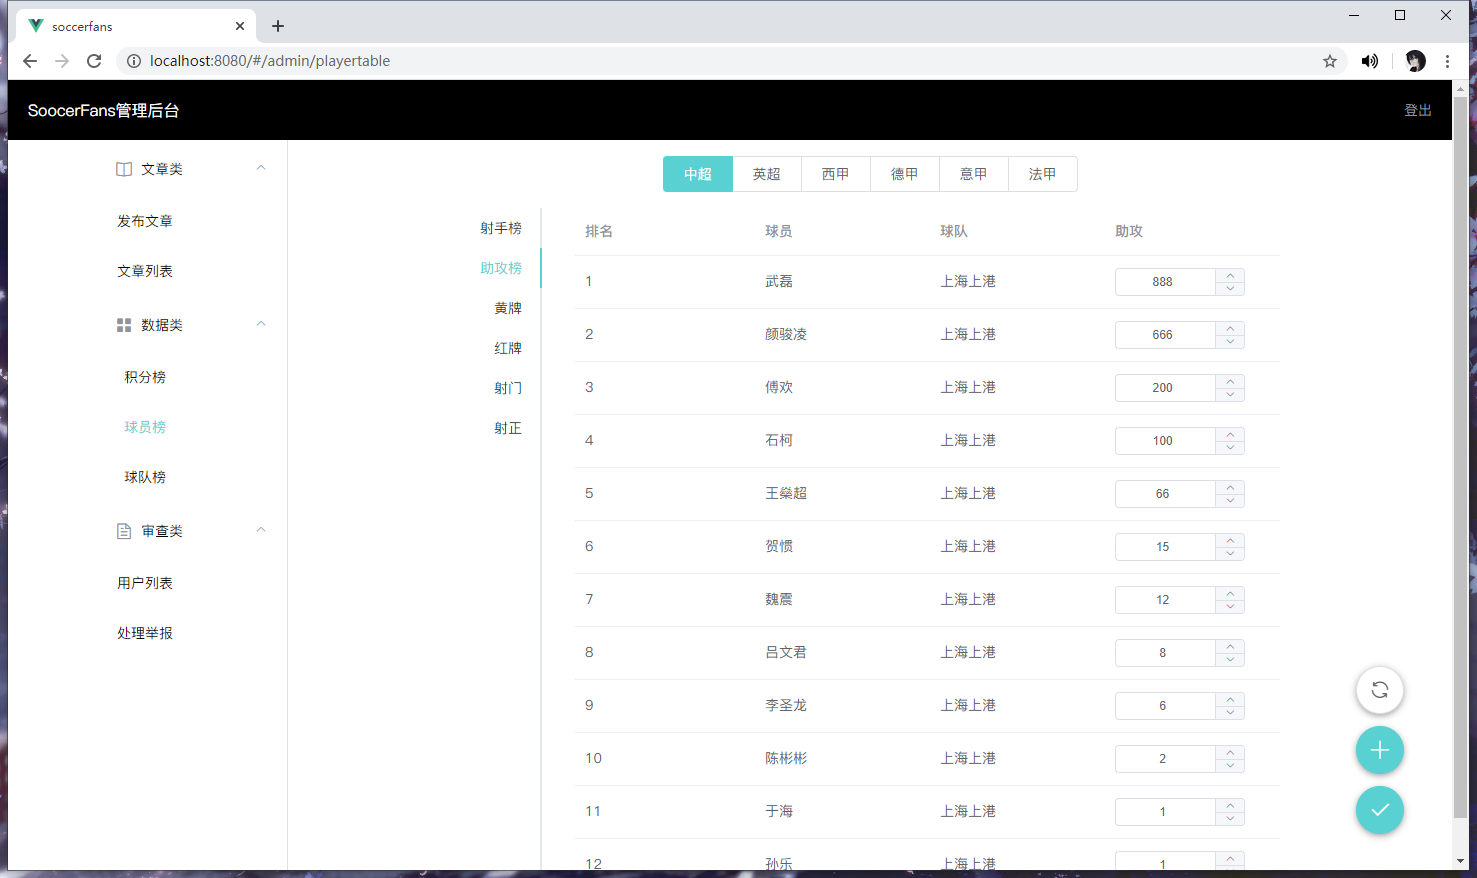 soccerfans
localhost:8080/#/admin/playertable
SoocerFans管理后台
登出
文章类
发布文章
文章列表
数据类
积分榜
球员榜
球队榜
审查类
用户列表
处理举报
中超 英超 西甲 德甲 意甲 法甲
射手榜
助攻榜
黄牌
红牌
射门
射正
排名 球员 球队 助攻
1 武磊 上海上港 888
2 颜骏凌 上海上港 666
3 傅欢 上海上港 200
4 石柯 上海上港 100
5 王燊超 上海上港 66
6 贺惯 上海上港 15
7 魏震 上海上港 12
8 吕文君 上海上港 8
9 李圣龙 上海上港 6
10 陈彬彬 上海上港 2
11 于海 上海上港 1
12 孙乐 上海上港 1